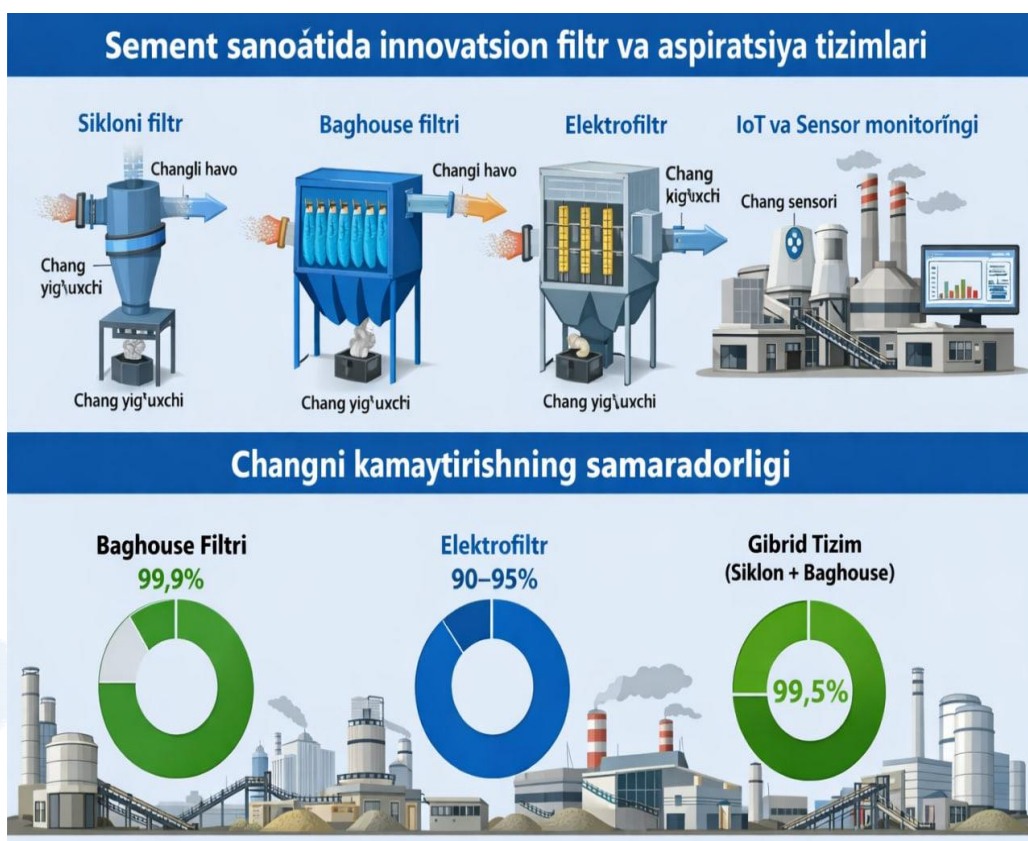 Sement sanoátida innovatsion filtr va aspiratsiya tizimlari
Sikloni filtr
Baghouse filtri
Elektrofiltr
IoT va Sensor monitoríngi
Changli havo
Chang
yig'\uxchi
Chang yig'uxchi
Changi havo
Chang yig'uxchi
Chang
kig'\uxchi
Chang yig'\uxchi
Chang sensori
Changni kamaytirishning samaradorligi
Baghouse Filtri
99,9%
Elektrofiltr
90–95%
Gibrid Tizim
(Siklon + Baghouse)
99,5%